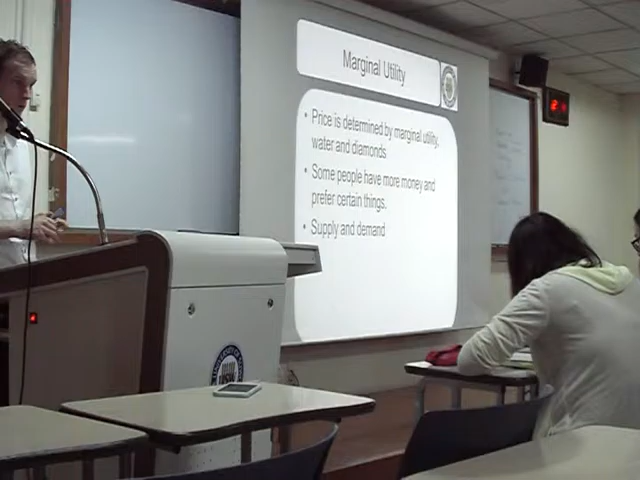 Marginal Utility
• Price is determined by marginal utility,
water and diamonds
• Some people have more money and
prefer certain things.
• Supply and demand